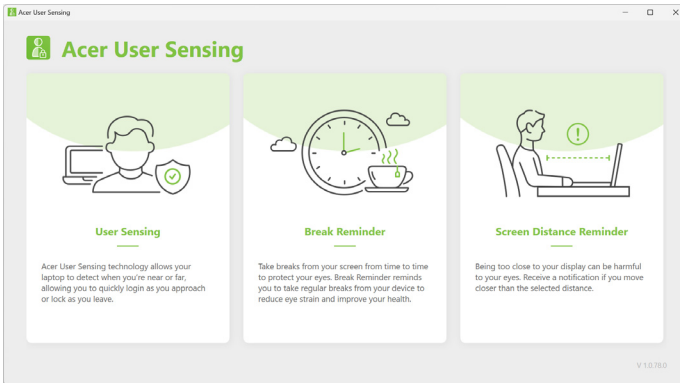 Acer User Sensing
Acer User Sensing
User Sensing
Acer User Sensing technology allows your
laptop to detect when you're near or far,
allowing you to quickly login as you approach
or lock as you leave.
Break Reminder
Take breaks from your screen from time to time
to protect your eyes. Break Reminder reminds
you to take regular breaks from your device to
reduce eye strain and improve your health.
Screen Distance Reminder
Being too close to your display can be harmful
to your eyes. Receive a notification if you move
closer than the selected distance.
V 1.0.78.0